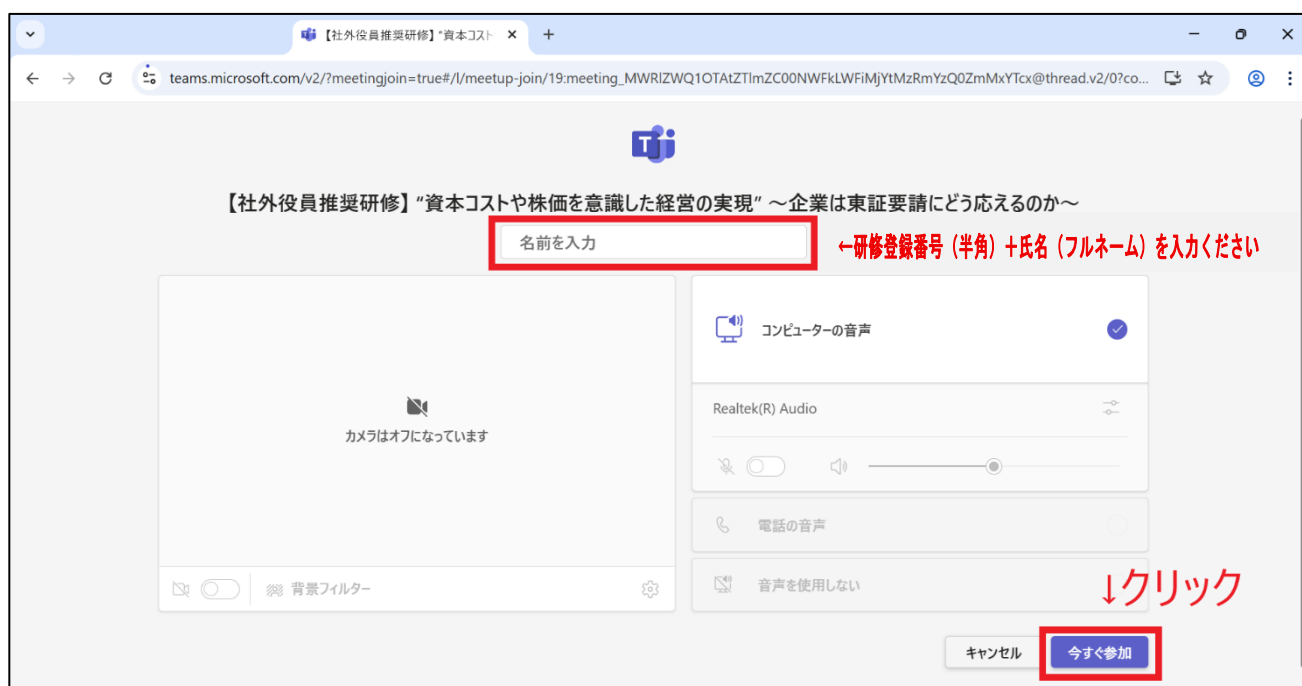 【社外役員推奨研修】“資本コスト
teams.microsoft.com/v2/?meetingjoin=true#/l/meetup-join/19:meeting_MWRlZWQ1OTAtZTlmZC00NWFkLWFiMjYtMzRmYzQ0ZmMxYTcx@thread.v2/0?co...
【社外役員推奨研修】“資本コストや株価を意識した経営の実現” ～企業は東証要請にどう応えるのか～
名前を入力
←研修登録番号（半角）＋氏名（フルネーム）を入力ください
コンピューターの音声
Realtek(R) Audio
カメラはオフになっています
電話の音声
背景フィルター
音声を使用しない
↓クリック
キャンセル
今すぐ参加